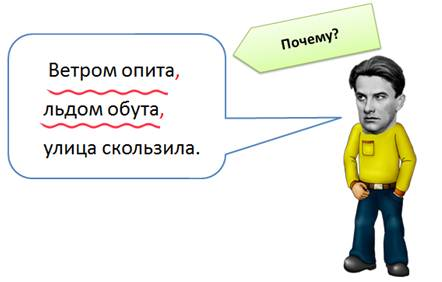 Почему?
Ветром опита,
льдом обута,
улица скользила.